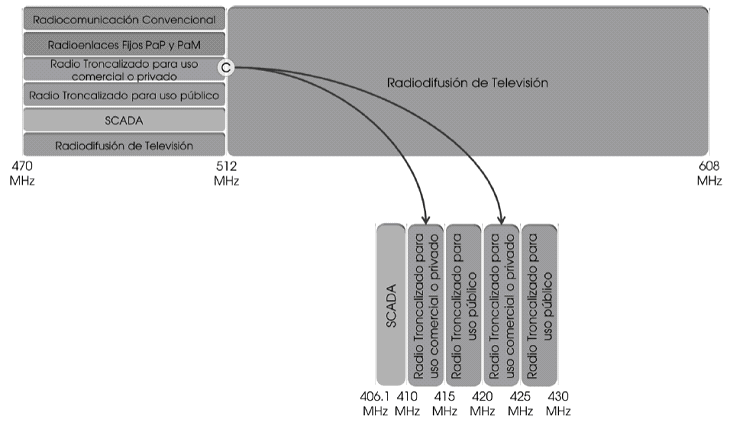 Radiocomunicación Convencional
Radioenlaces Fijos PaP y PaM
Radio Troncalizado para uso
comercial o privado
C
Radio Troncalizado para uso público
SCADA
Radiodifusión de Televisión
Radiodifusión de Televisión
470
MHz
512
MHz
608
MHz
SCADA
Radio Troncalizado para
uso comercial o privado
Radio Troncalizado para
uso público
Radio Troncalizado para
uso comercial o privado
Radio Troncalizado para
uso público
406.1 410 415 420 425 430
MHz MHz MHz MHz MHz MHz